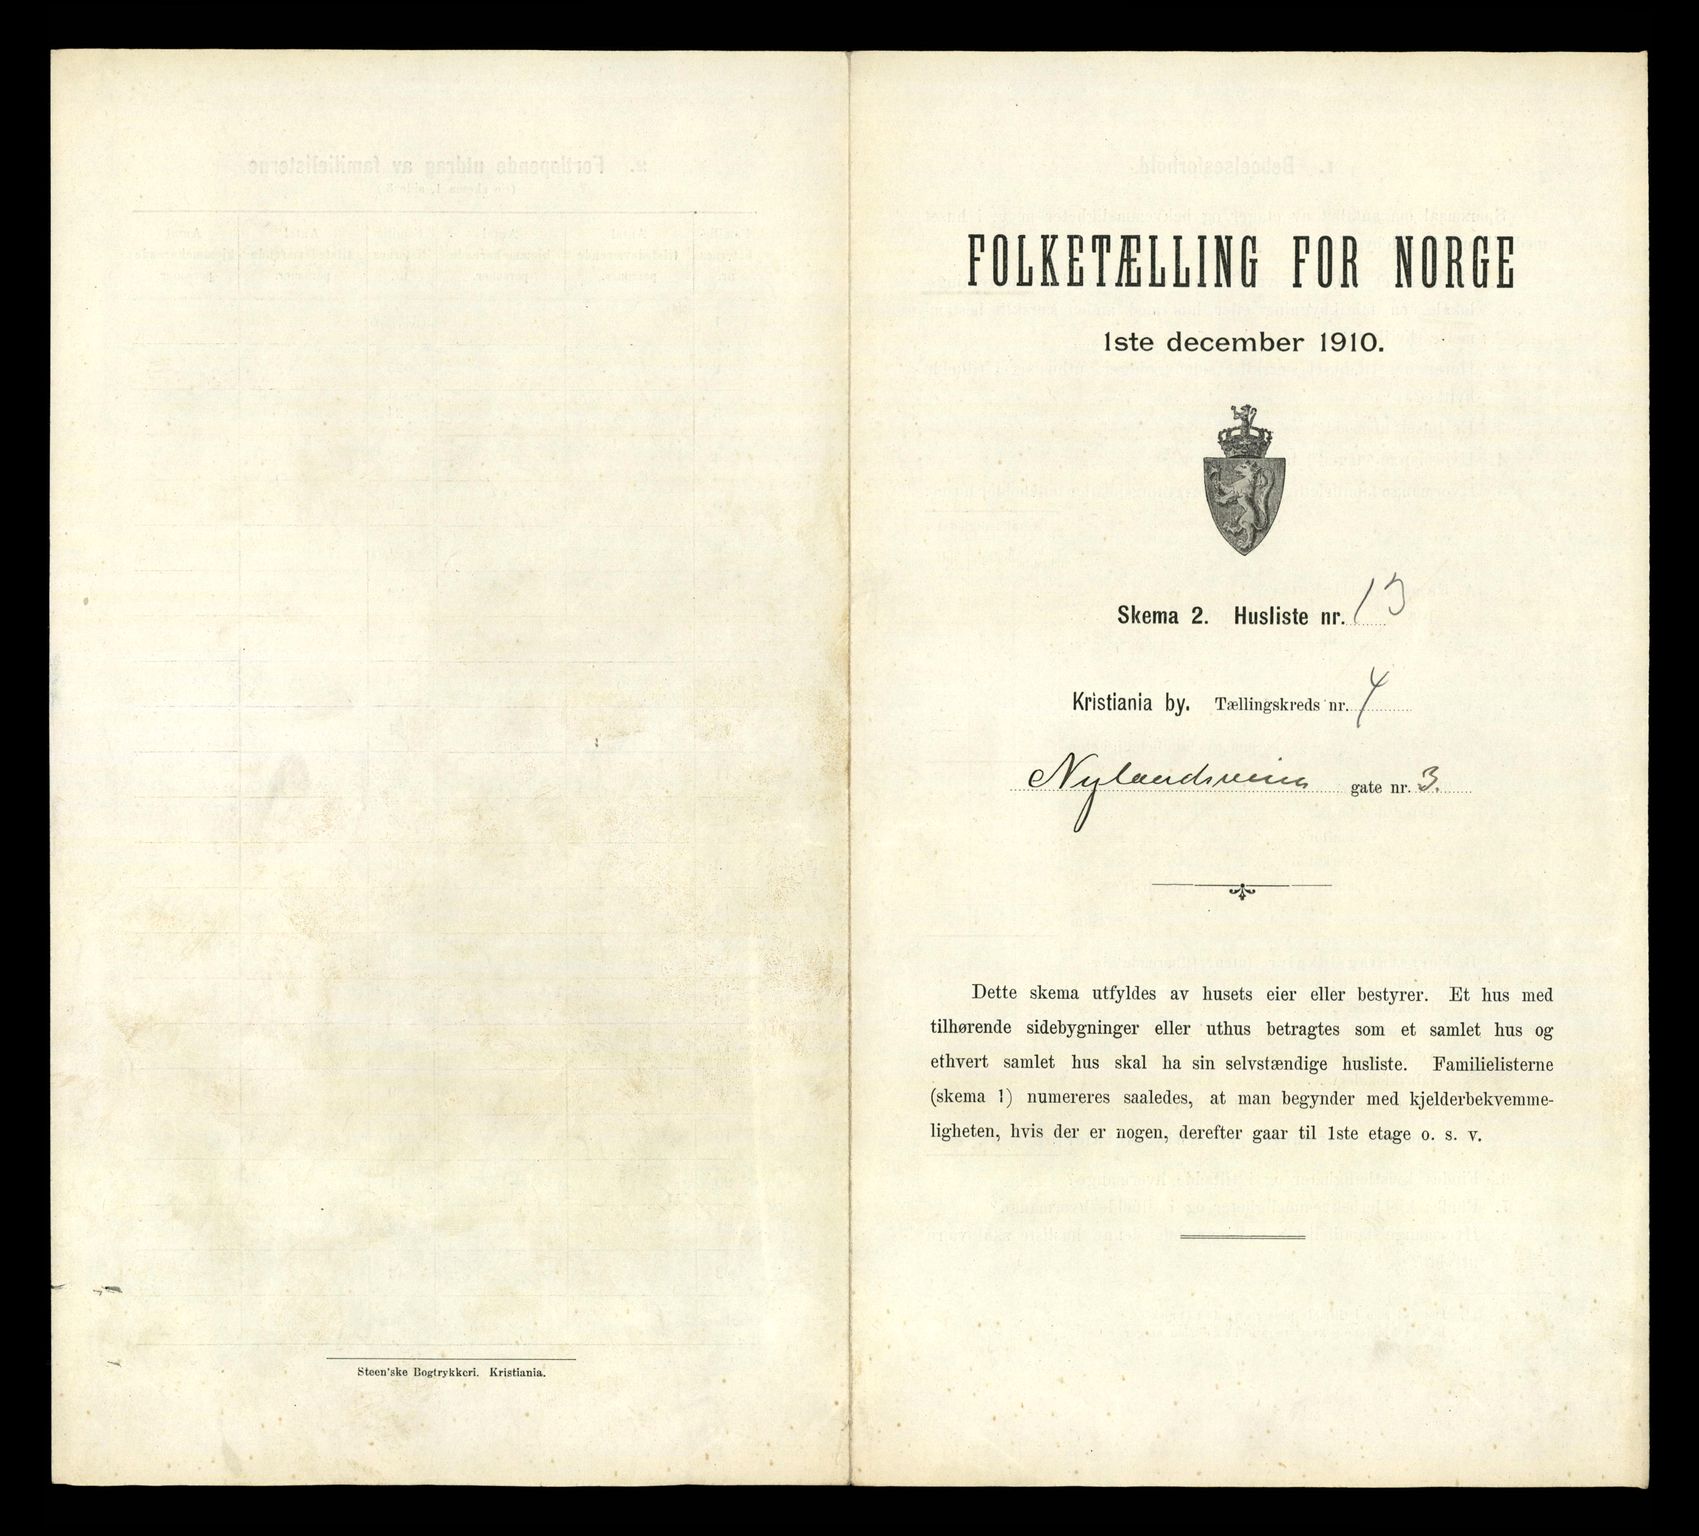 FOLKETÆLLING FOR NORGE
1ste december 1910.
Skema 2. Husliste nr. 13
Kristiania by. Tællingskreds nr. 4
Nylandsveien gate nr. 3.
Dette skema utfyldes av husets eier eller bestyrer. Et hus med
tilhørende sidebygninger eller uthus betragtes som et samlet hus og
ethvert samlet hus skal ha sin selvstændige husliste. Familielisterne
(skema 1) numereres saaledes, at man begynder med kjelderbekvemme-
ligheten, hvis der er nogen, derefter gaar til 1ste etage o. s. v.
Steen'ske Bogtrykkeri. Kristiania.